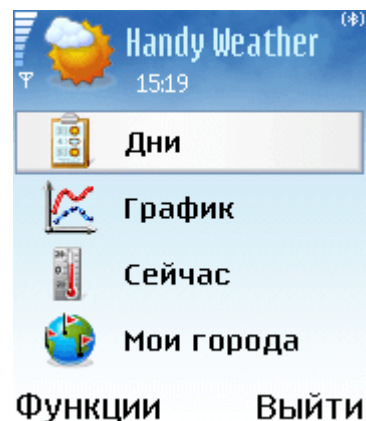 Handy Weather
15:19
Дни
График
Сейчас
Мои города
Функции Выйти